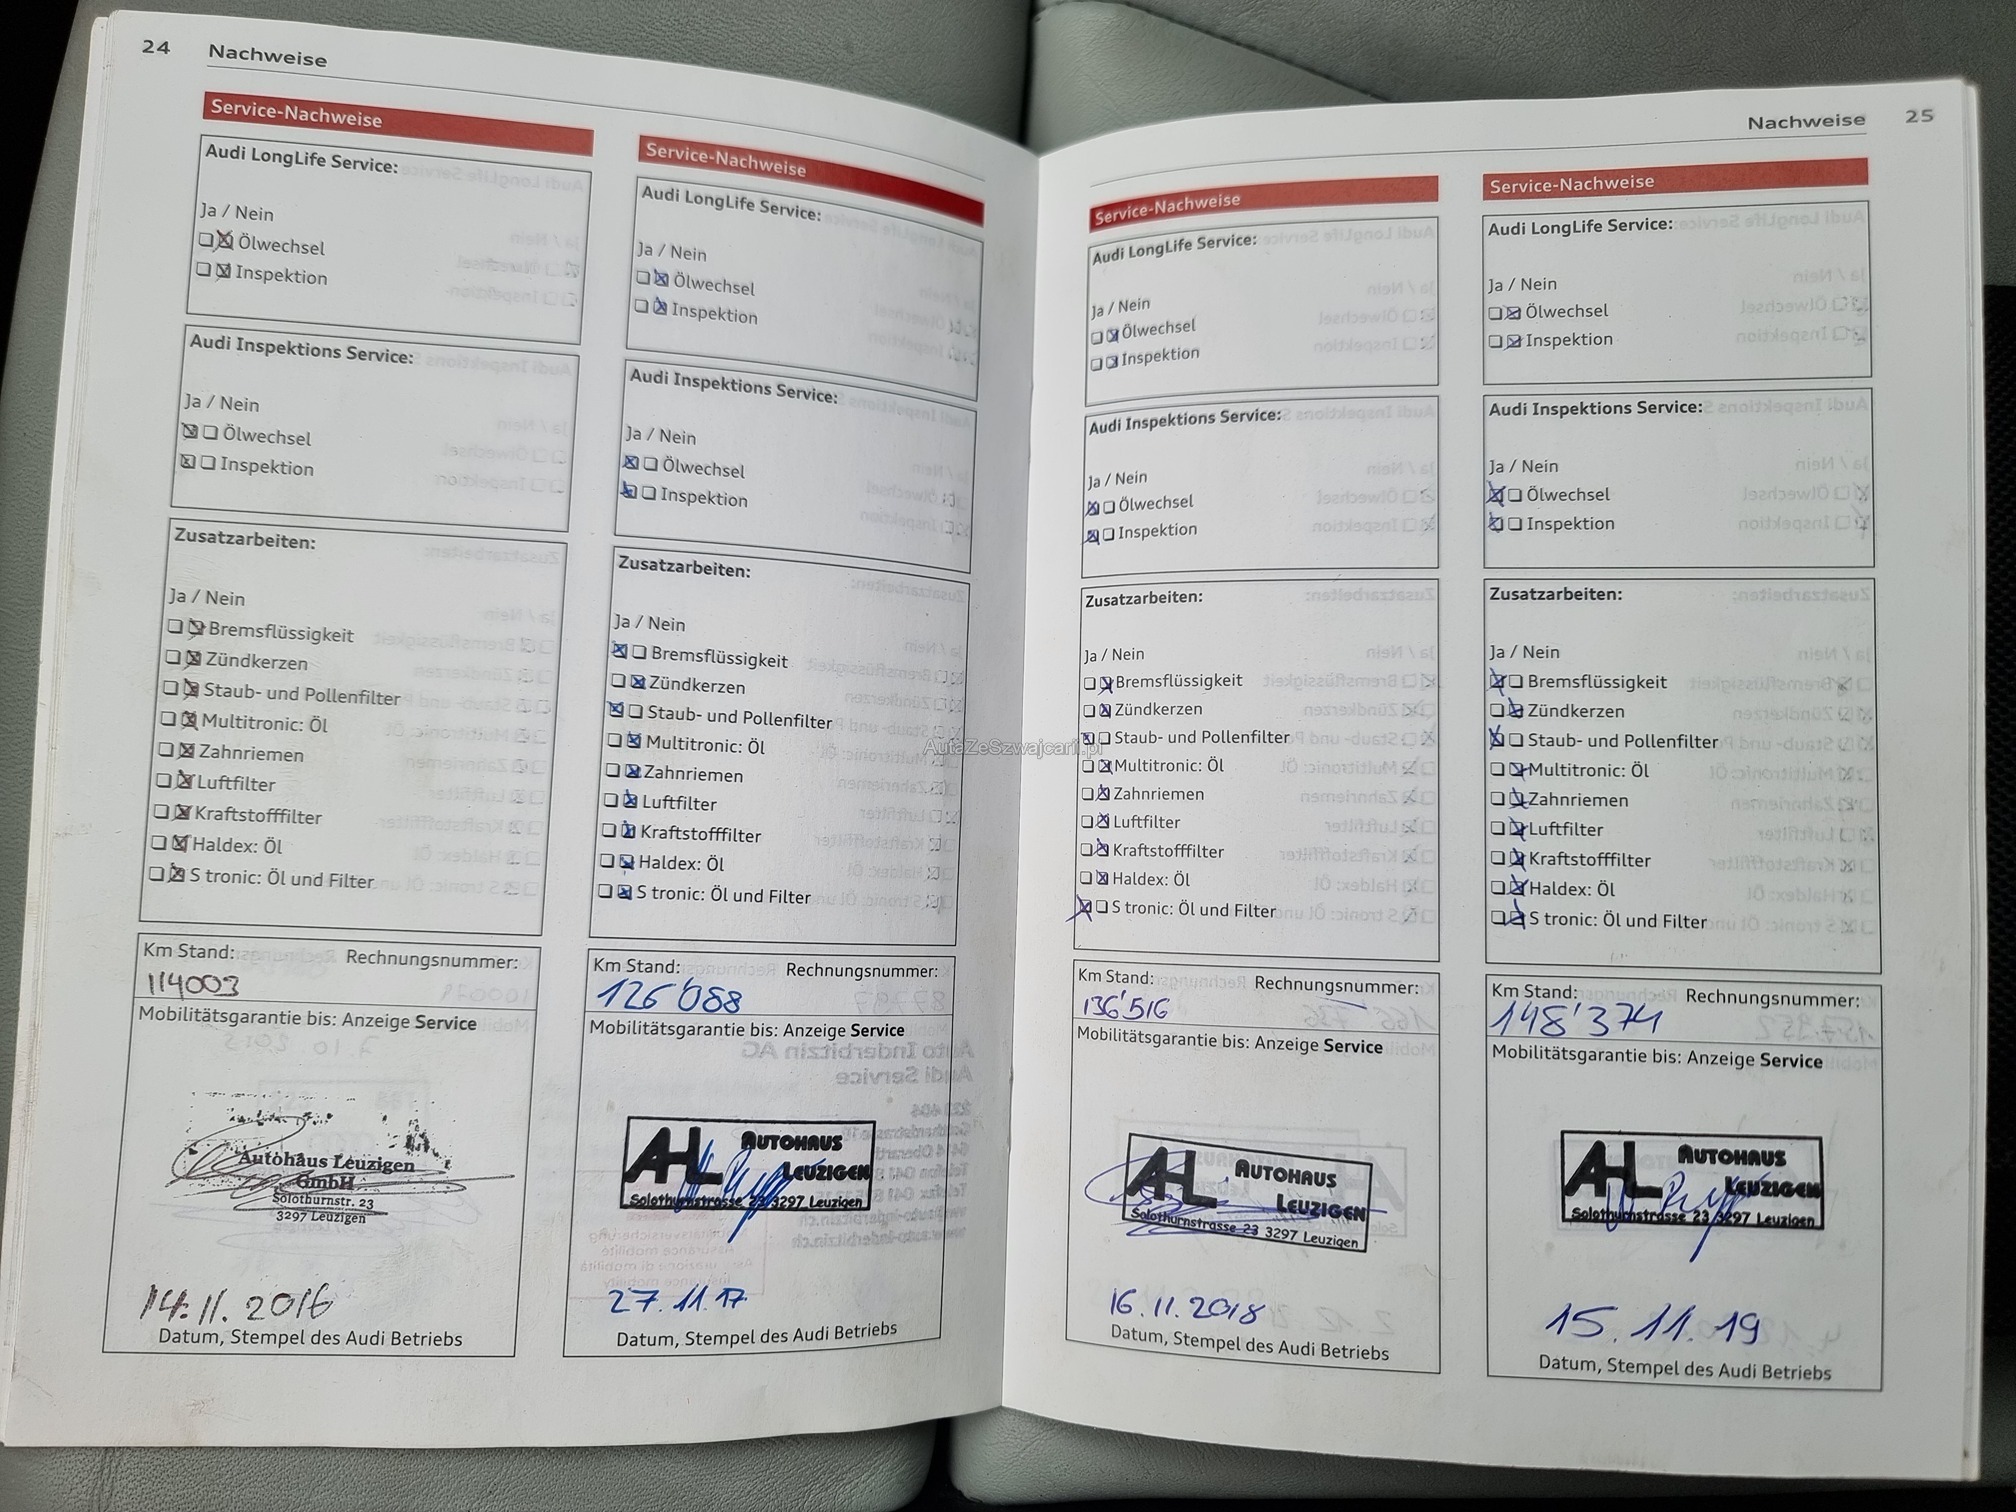 24 Nachweise
Service-Nachweise
Audi LongLife Service:
Ja / Nein
Ölwechsel
Inspektion
Audi Inspektions Service:
Ja / Nein
Ölwechsel
Inspektion
Zusatzarbeiten:
Ja / Nein
Bremsflüssigkeit
Zündkerzen
Staub- und Pollenfilter
Multitronic: Öl
Zahnriemen
Luftfilter
Kraftstofffilter
Haldex: Öl
S tronic: Öl und Filter
Km Stand: Rechnungsnummer:
114003
Mobilitätsgarantie bis: Anzeige Service
Autohaus Leuzigen
GmbH
Solothurnstr. 23
3297 Leuzigen
14.11.2016
Datum, Stempel des Audi Betriebs
Service-Nachweise
Audi LongLife Service:
Ja / Nein
Ölwechsel
Inspektion
Audi Inspektions Service:
Ja / Nein
Ölwechsel
Inspektion
Zusatzarbeiten:
Ja / Nein
Bremsflüssigkeit
Zündkerzen
Staub- und Pollenfilter
Multitronic: Öl
Zahnriemen
Luftfilter
Kraftstofffilter
Haldex: Öl
S tronic: Öl und Filter
Km Stand: Rechnungsnummer:
126'088
Mobilitätsgarantie bis: Anzeige Service
AHL AUTOHAUS
LEUZIGEN
Solothurnstrasse 23 3297 Leuzigen
27.11.17
Datum, Stempel des Audi Betriebs
AutaZeSzwajcarii.pl
Nachweise 25
Service-Nachweise
Audi LongLife Service:
Ja / Nein
Ölwechsel
Inspektion
Audi Inspektions Service:
Ja / Nein
Ölwechsel
Inspektion
Zusatzarbeiten:
Ja / Nein
Bremsflüssigkeit
Zündkerzen
Staub- und Pollenfilter
Multitronic: Öl
Zahnriemen
Luftfilter
Kraftstofffilter
Haldex: Öl
S tronic: Öl und Filter
Km Stand: Rechnungsnummer:
136'516
Mobilitätsgarantie bis: Anzeige Service
AHL AUTOHAUS
LEUZIGEN
Solothurnstrasse 23 3297 Leuzigen
16.11.2018
Datum, Stempel des Audi Betriebs
Service-Nachweise
Audi LongLife Service:
Ja / Nein
Ölwechsel
Inspektion
Audi Inspektions Service:
Ja / Nein
Ölwechsel
Inspektion
Zusatzarbeiten:
Ja / Nein
Bremsflüssigkeit
Zündkerzen
Staub- und Pollenfilter
Multitronic: Öl
Zahnriemen
Luftfilter
Kraftstofffilter
Haldex: Öl
S tronic: Öl und Filter
Km Stand: Rechnungsnummer:
148'374
Mobilitätsgarantie bis: Anzeige Service
AHL AUTOHAUS
LEUZIGEN
Solothurnstrasse 23 3297 Leuzigen
15.11.19
Datum, Stempel des Audi Betriebs